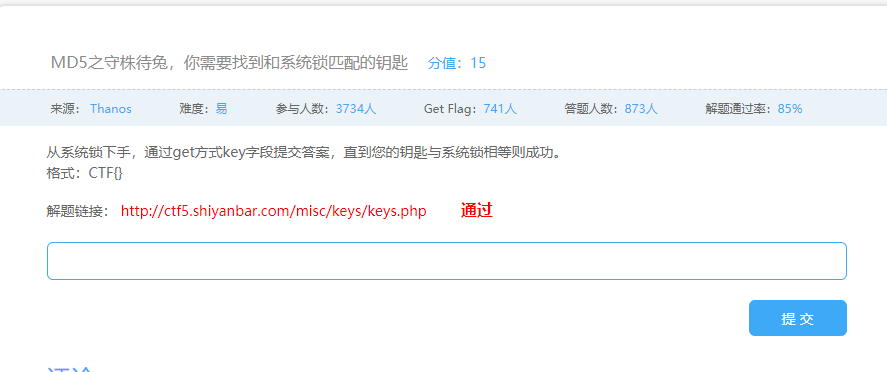 MD5之守株待兔，你需要找到和系统锁匹配的钥匙 分值：15
来源： Thanos 难度：易 参与人数：3734人 Get Flag：741人 答题人数：873人 解题通过率：85%
从系统锁下手，通过get方式key字段提交答案，直到您的钥匙与系统锁相等则成功。
格式：CTF{}
解题链接： http://ctf5.shiyanbar.com/misc/keys/keys.php 通过
提 交